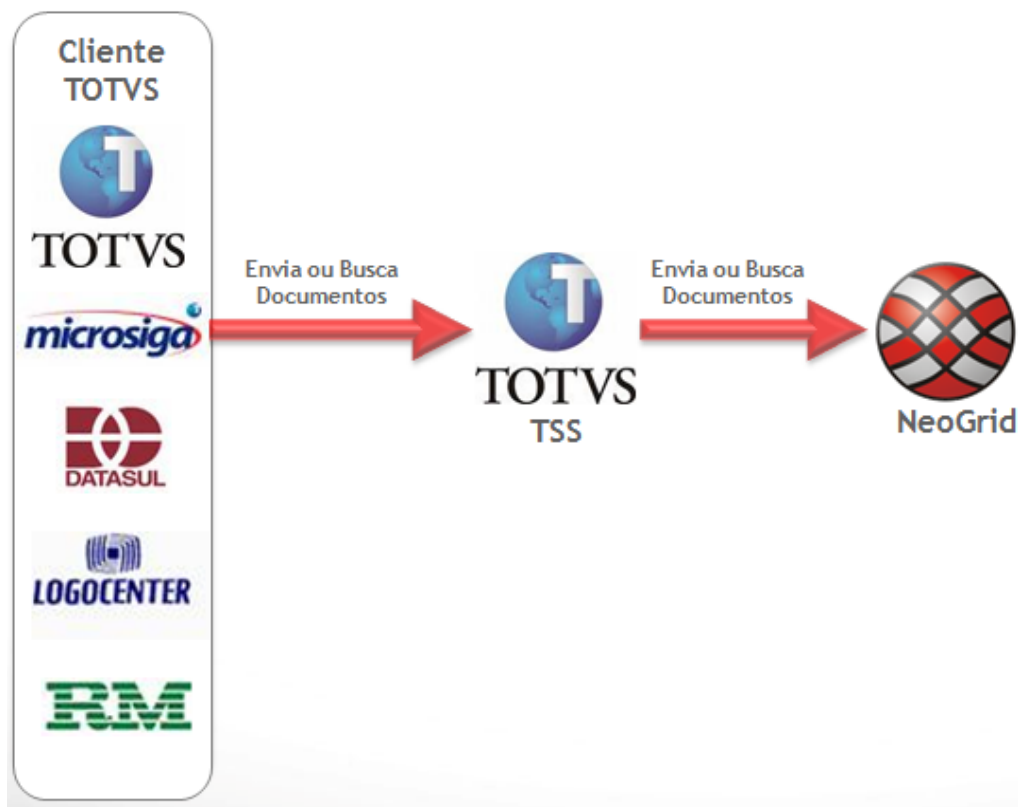 Cliente
TOTVS
T
TOTVS
microsiga
DATASUL
LOGOCENTER
RM
Envia ou Busca
Documentos
T
TOTVS
TSS
Envia ou Busca
Documentos
NeoGrid